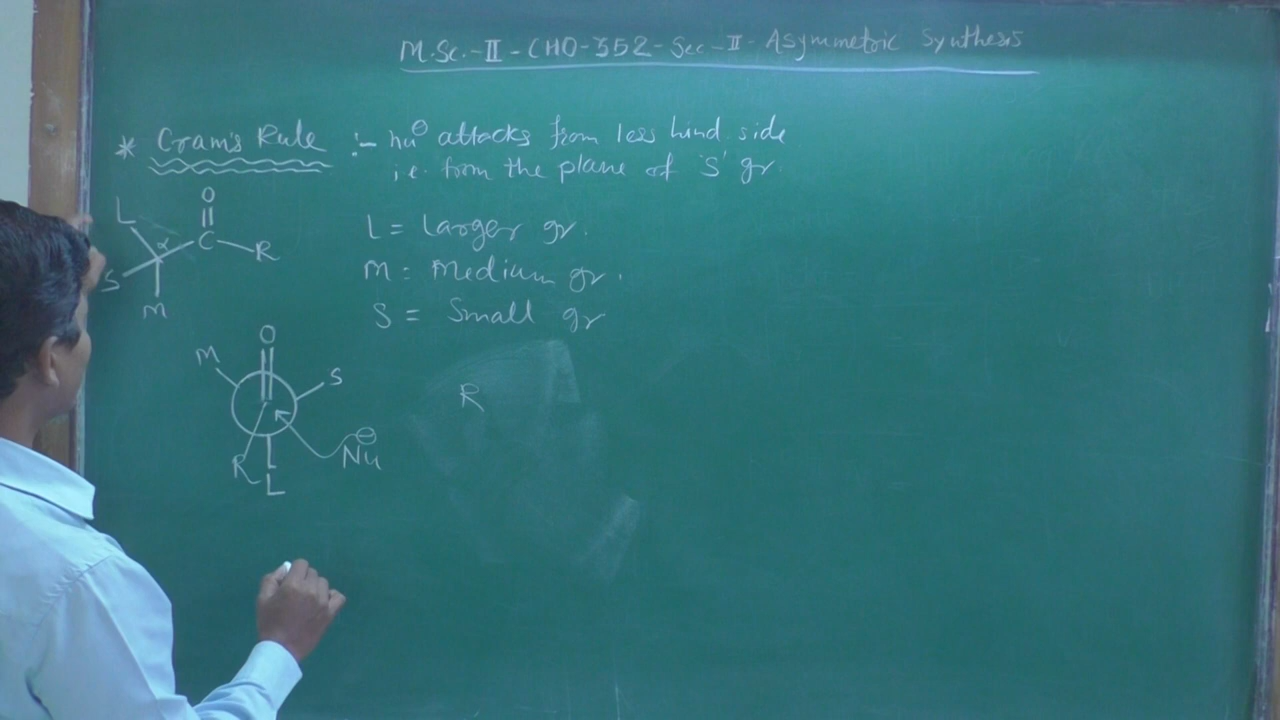 M.Sc.-II-CHO-352-Sec-II-Asymmetric Synthesis
* Cram's Rule :- nu⊖ attacks from less hind. side
i.e. from the plane of 'S' gr.
L O
α C R
S
M
L = Larger gr.
M = Medium gr.
S = Small gr
O
M S
R
R L Nu⊖